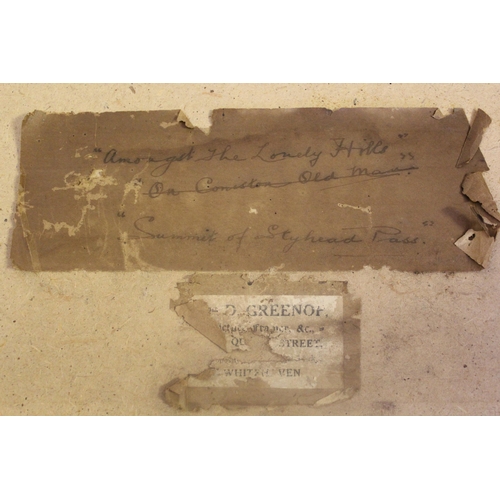 "Amongst The Lonely Hills"
On Coniston Old Man."
"Summit of Styhead Pass."
D. GREENOP,
&c.,
STREET,
WHITEHAVEN